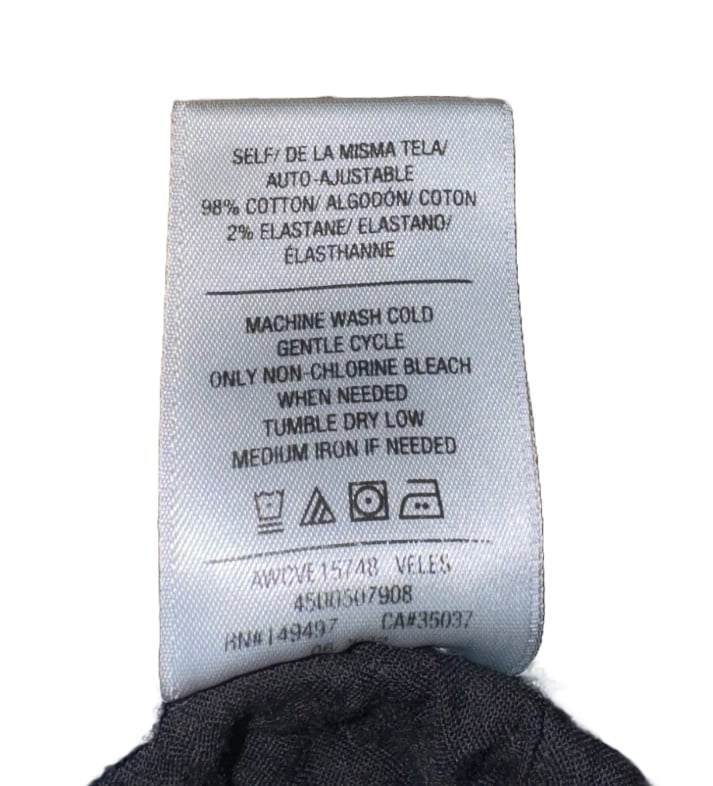 SELF/ DE LA MISMA TELA/
AUTO-AJUSTABLE
98% COTTON/ ALGODÓN/ COTON
2% ELASTANE/ ELASTANO/
ÉLASTHANNE
MACHINE WASH COLD
GENTLE CYCLE
ONLY NON-CHLORINE BLEACH
WHEN NEEDED
TUMBLE DRY LOW
MEDIUM IRON IF NEEDED
AWCVE15748 VELES
4500507908
RN#149497 CA#35037